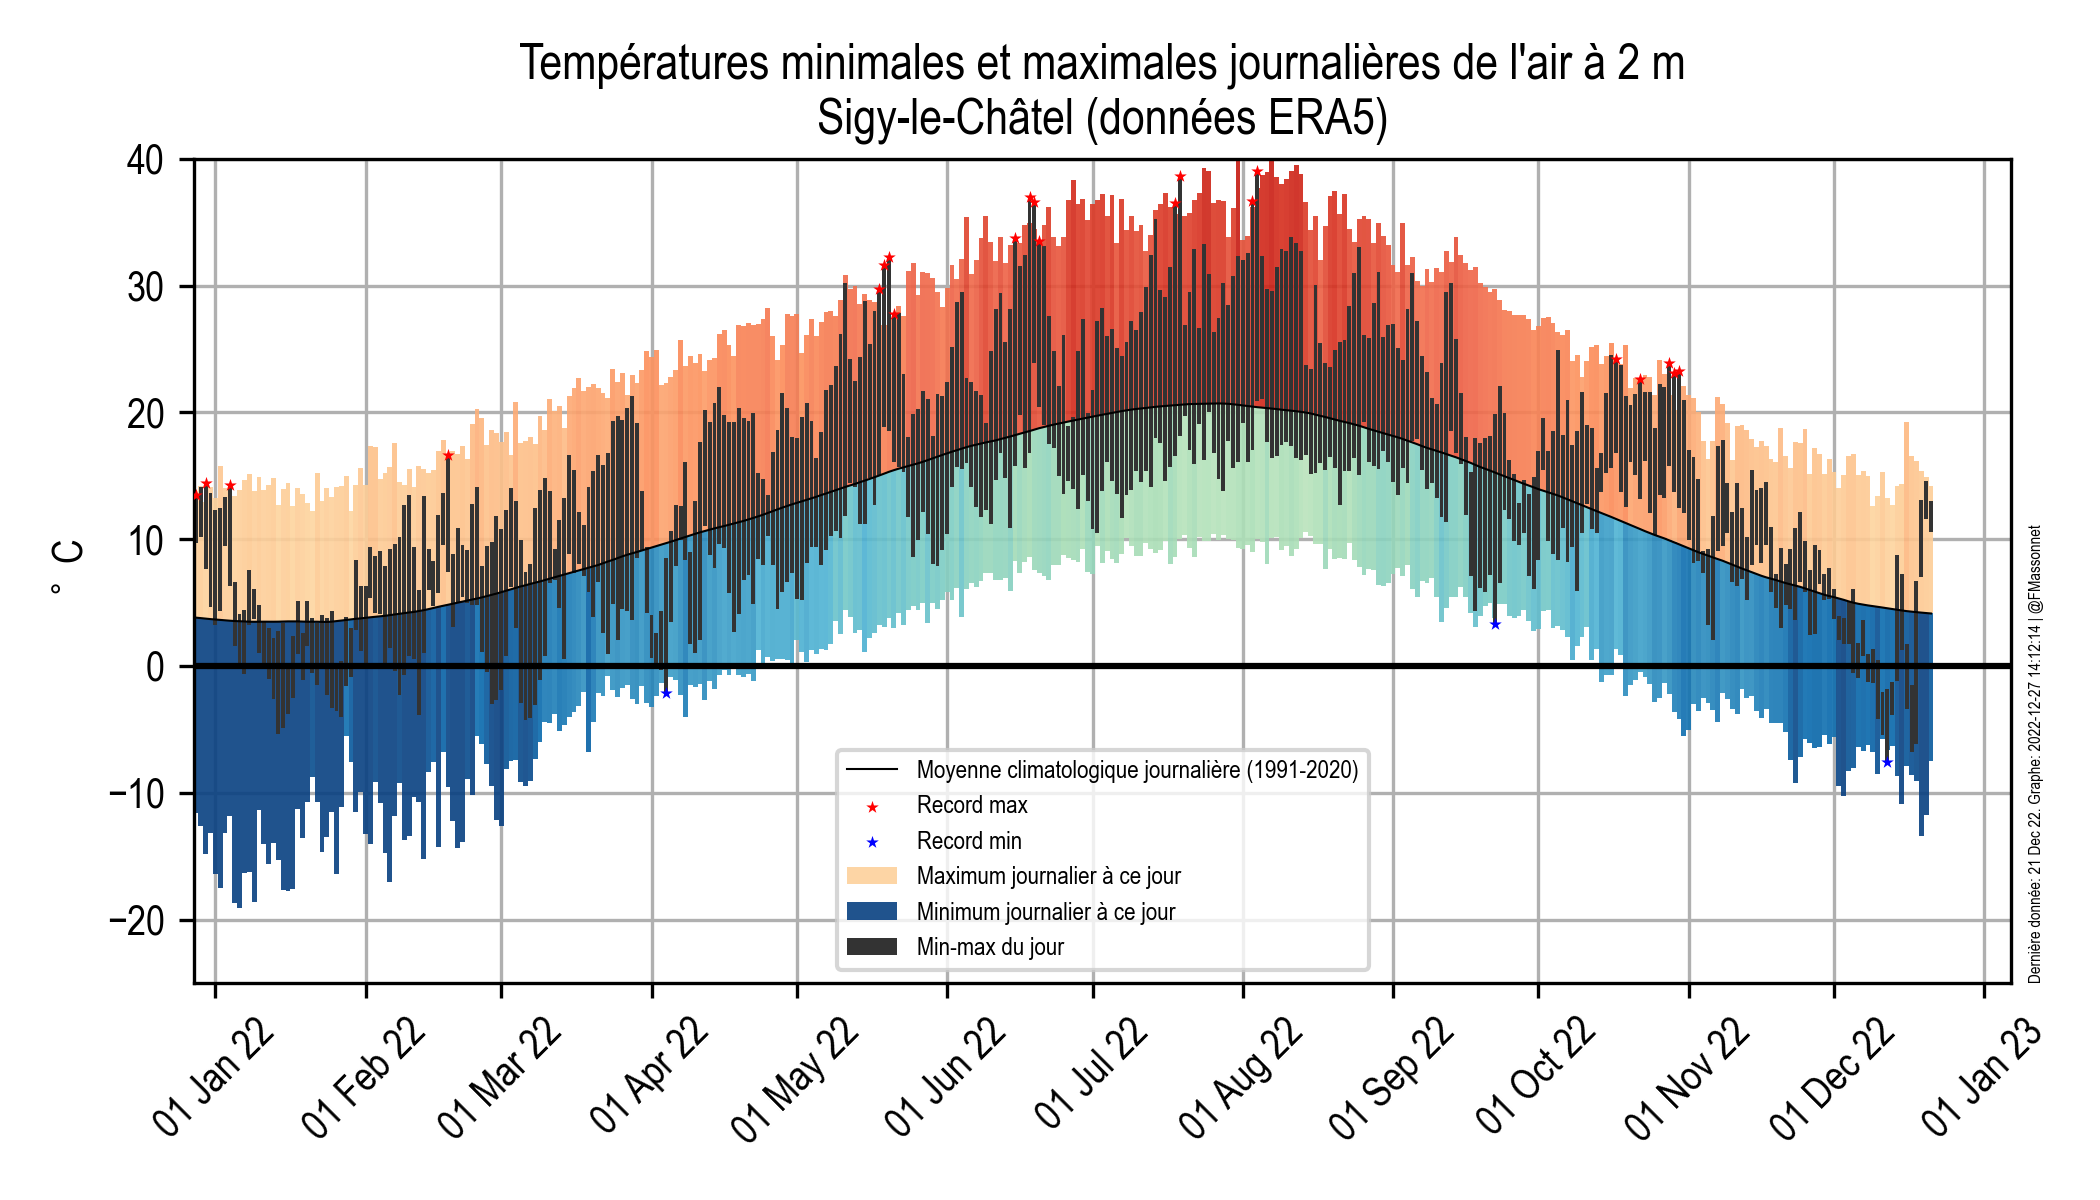 Températures minimales et maximales journalières de l'air à 2 m
Sigy-le-Châtel (données ERA5)
40
30
20
10
0
−10
−20
° C
Moyenne climatologique journalière (1991-2020)
Record max
Record min
Maximum journalier à ce jour
Minimum journalier à ce jour
Min-max du jour
01 Jan 22
01 Feb 22
01 Mar 22
01 Apr 22
01 May 22
01 Jun 22
01 Jul 22
01 Aug 22
01 Sep 22
01 Oct 22
01 Nov 22
01 Dec 22
01 Jan 23
Dernière donnée: 21 Dec 22. Graphe: 2022-12-27 14:12:14 | @FMassonnet